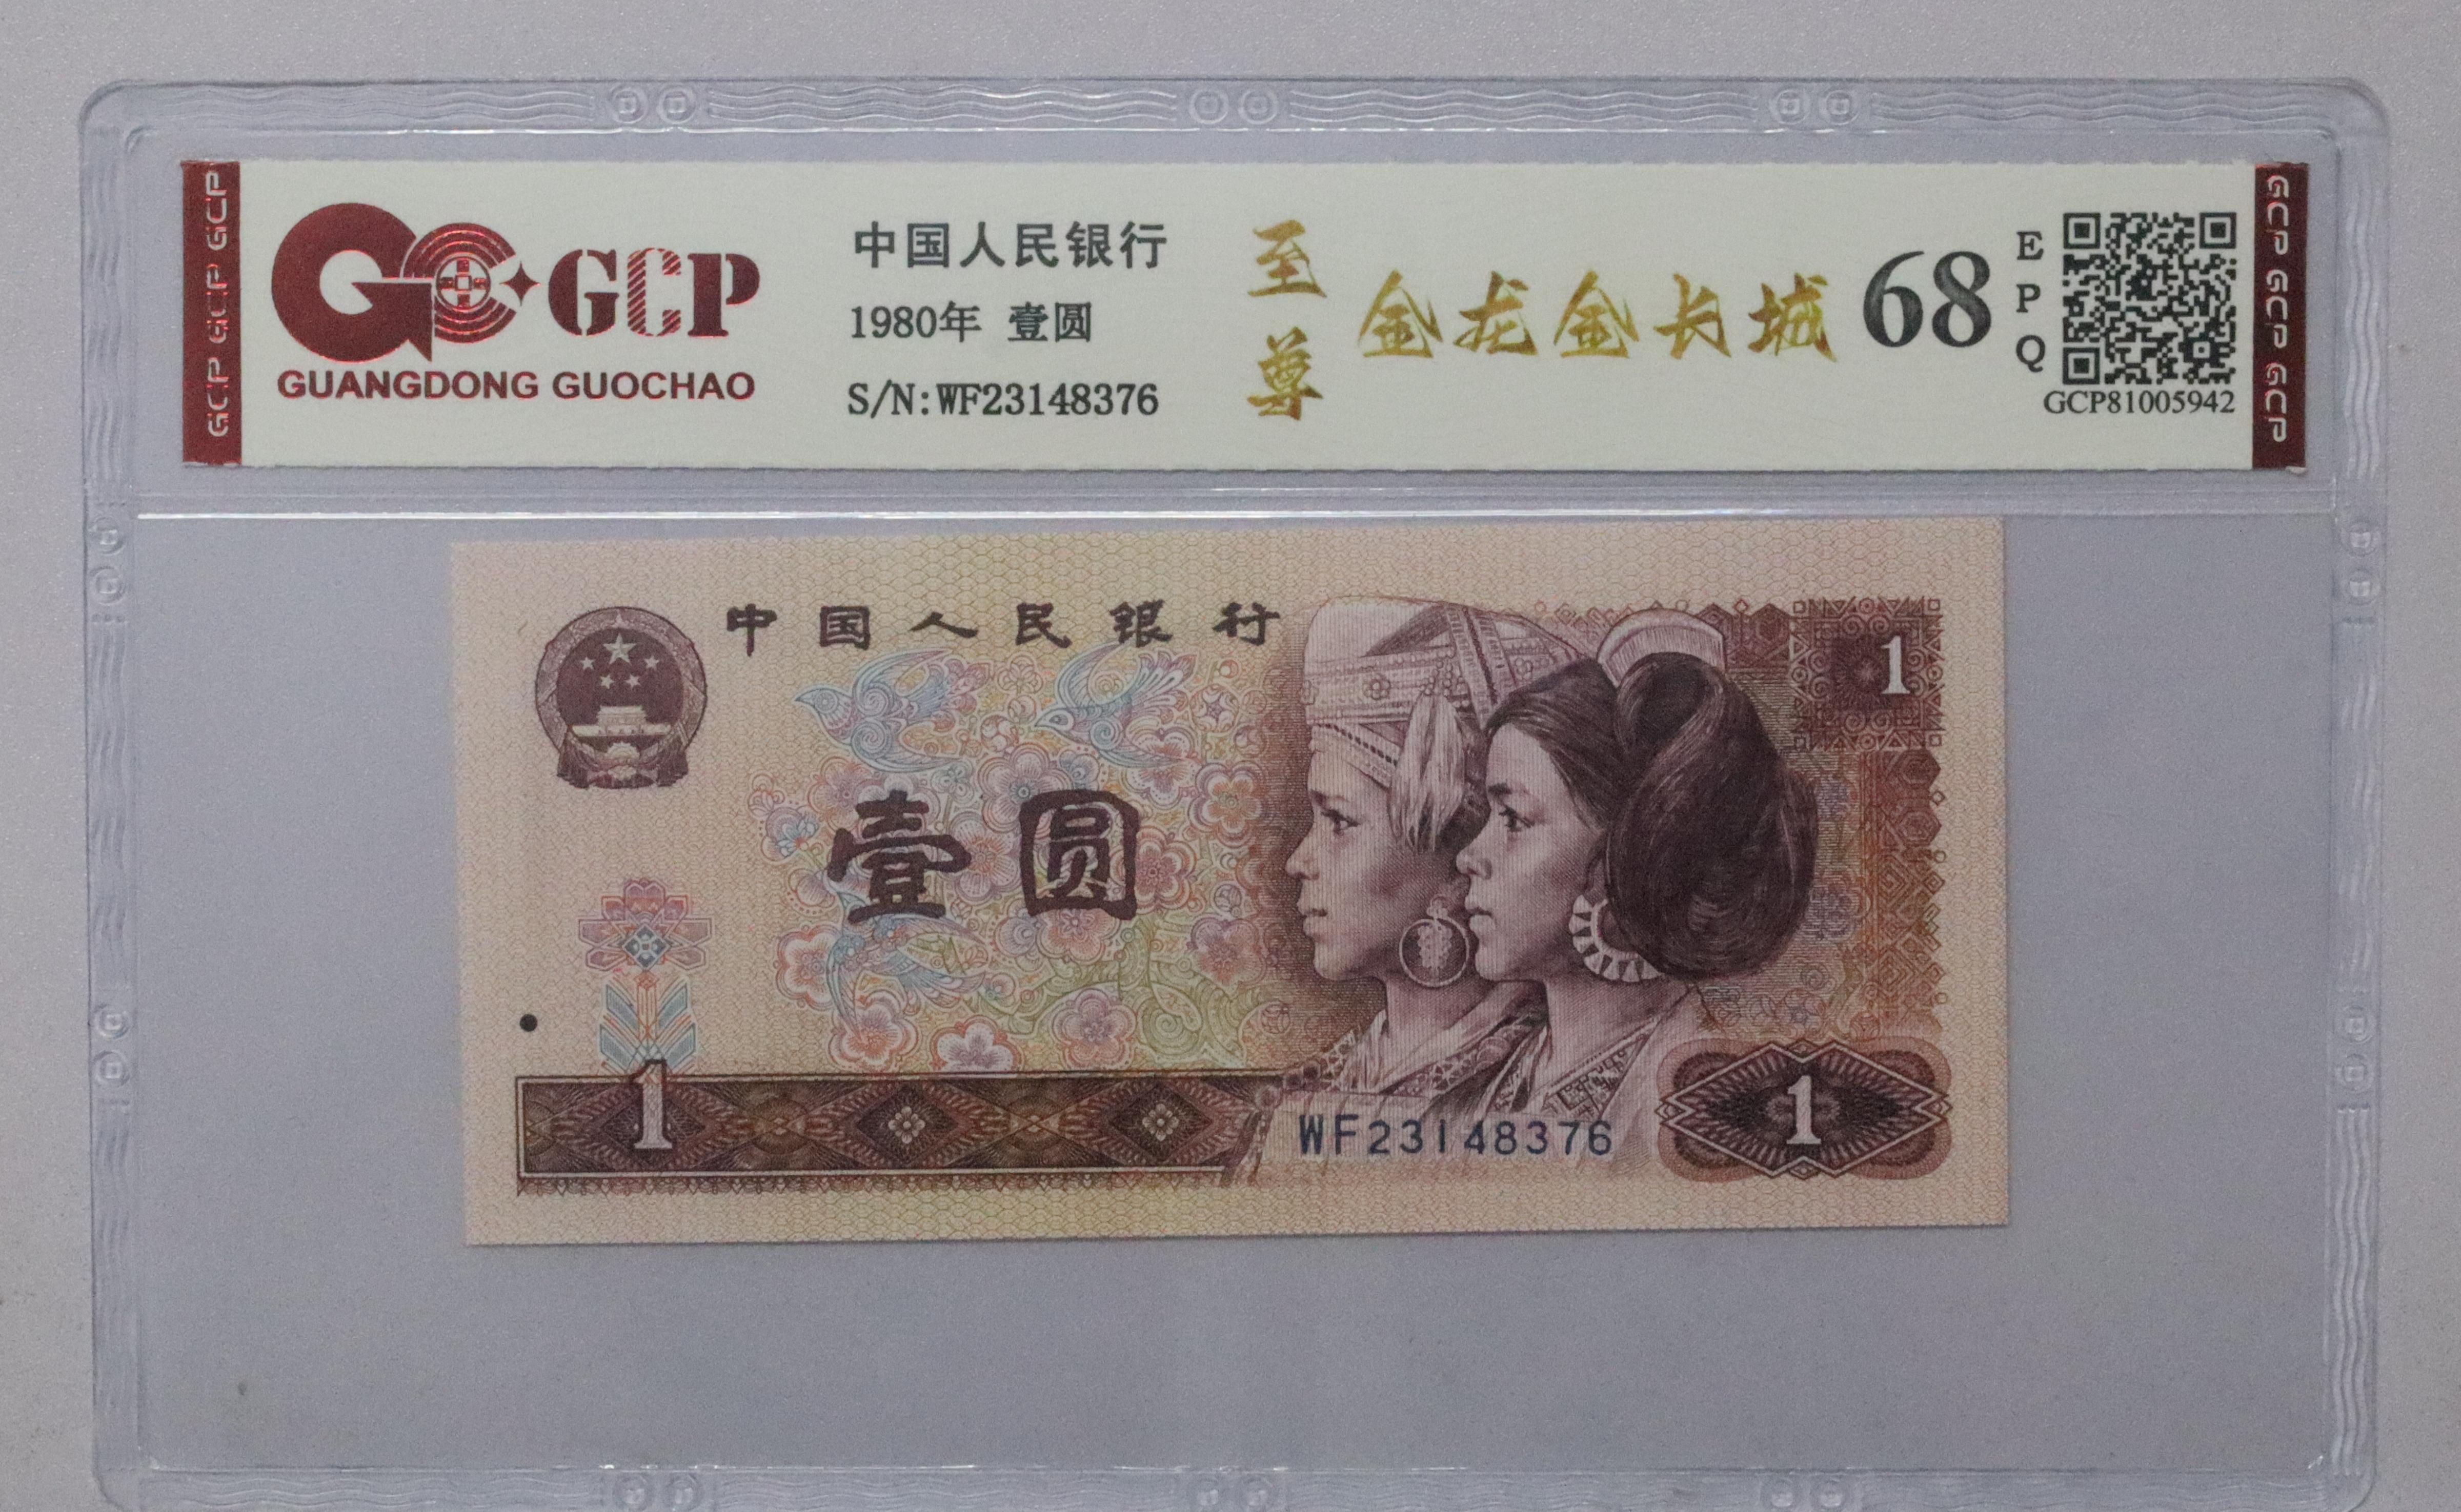 GCP GCP GCP
GCP
GUANGDONG GUOCHAO
中国人民银行
1980年 壹圆
S/N:WF23148376
至尊
金龙金长城
68
EPQ
GCP81005942
GCP GCP GCP
中国人民银行
1
壹圆
1
WF23148376
1